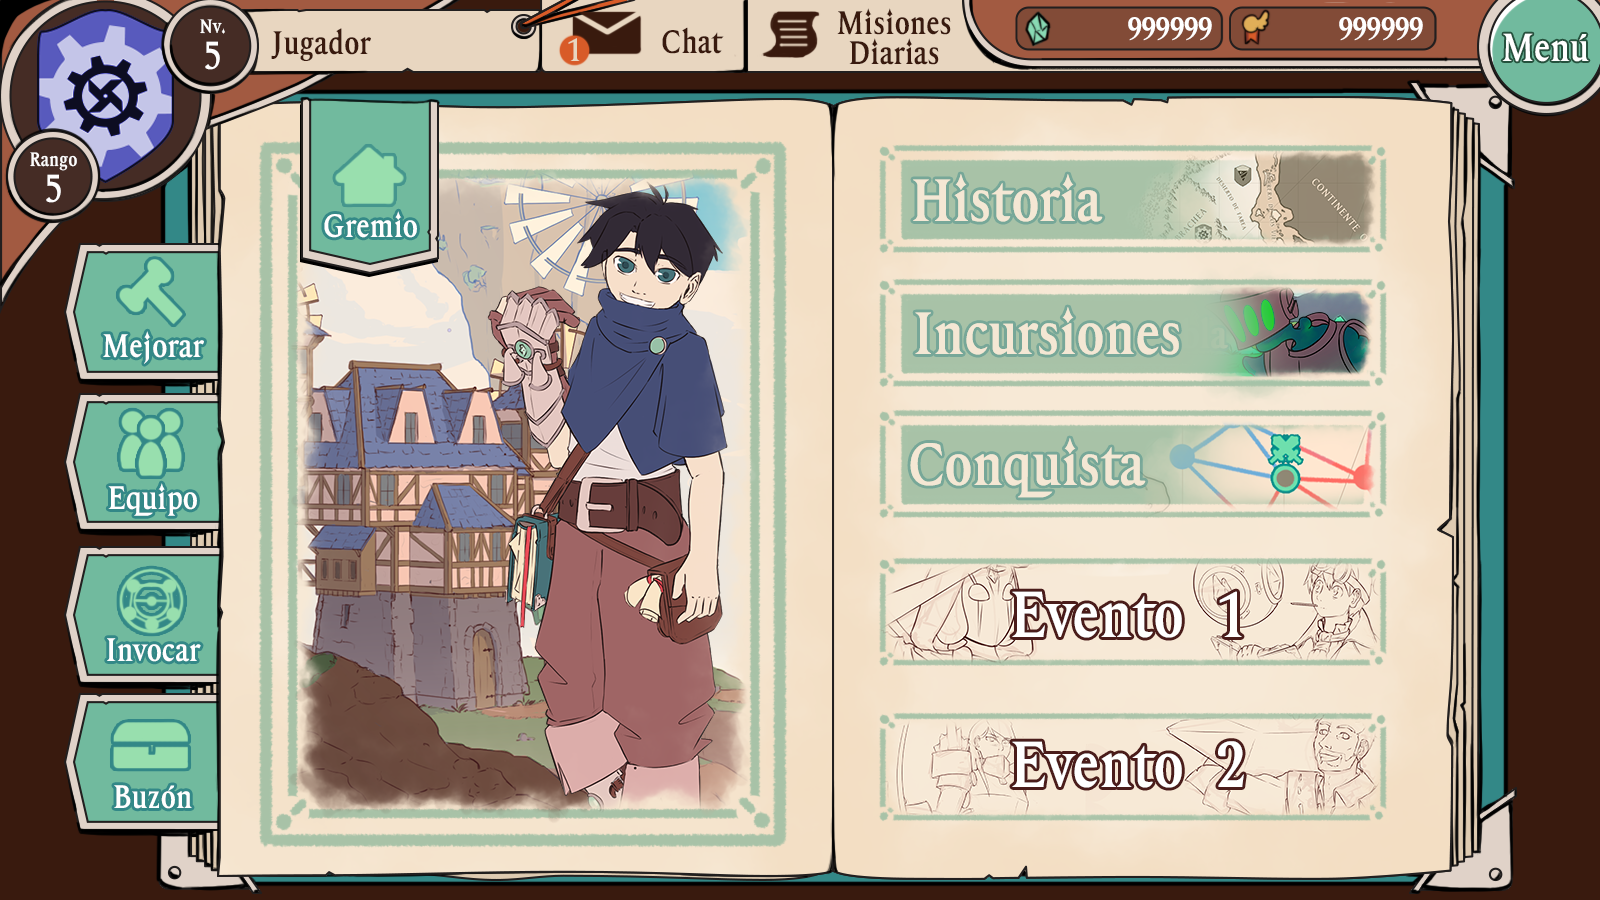 Nv.
5
Jugador
1
Chat
Misiones
Diarias
999999
999999
Menú
Rango
5
Gremio
Mejorar
Equipo
Invocar
Buzón
Historia
CONTINENTE
Incursiones
Conquista
Evento 1
Evento 2